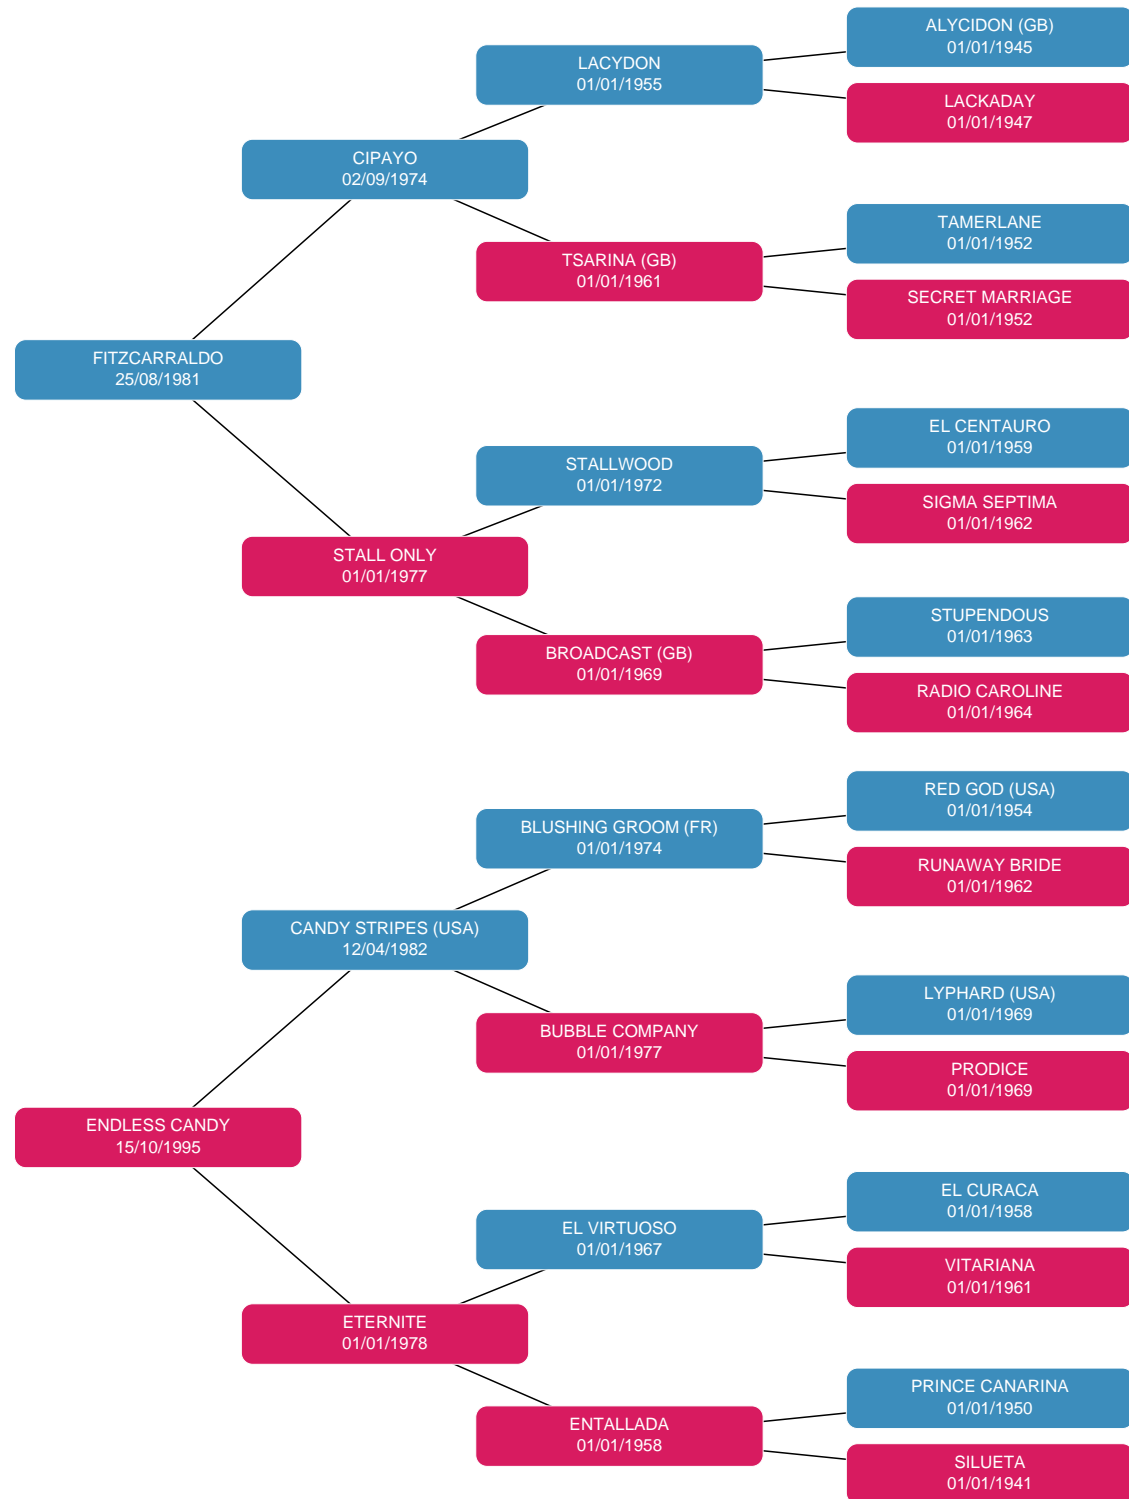 ALYCIDON (GB)
01/01/1945
LACYDON
01/01/1955
LACKADAY
01/01/1947
CIPAYO
02/09/1974
TAMERLANE
01/01/1952
TSARINA (GB)
01/01/1961
SECRET MARRIAGE
01/01/1952
FITZCARRALDO
25/08/1981
EL CENTAURO
01/01/1959
STALLWOOD
01/01/1972
SIGMA SEPTIMA
01/01/1962
STALL ONLY
01/01/1977
STUPENDOUS
01/01/1963
BROADCAST (GB)
01/01/1969
RADIO CAROLINE
01/01/1964
RED GOD (USA)
01/01/1954
BLUSHING GROOM (FR)
01/01/1974
RUNAWAY BRIDE
01/01/1962
CANDY STRIPES (USA)
12/04/1982
LYPHARD (USA)
01/01/1969
BUBBLE COMPANY
01/01/1977
PRODICE
01/01/1969
ENDLESS CANDY
15/10/1995
EL CURACA
01/01/1958
EL VIRTUOSO
01/01/1967
VITARIANA
01/01/1961
ETERNITE
01/01/1978
PRINCE CANARINA
01/01/1950
ENTALLADA
01/01/1958
SILUETA
01/01/1941